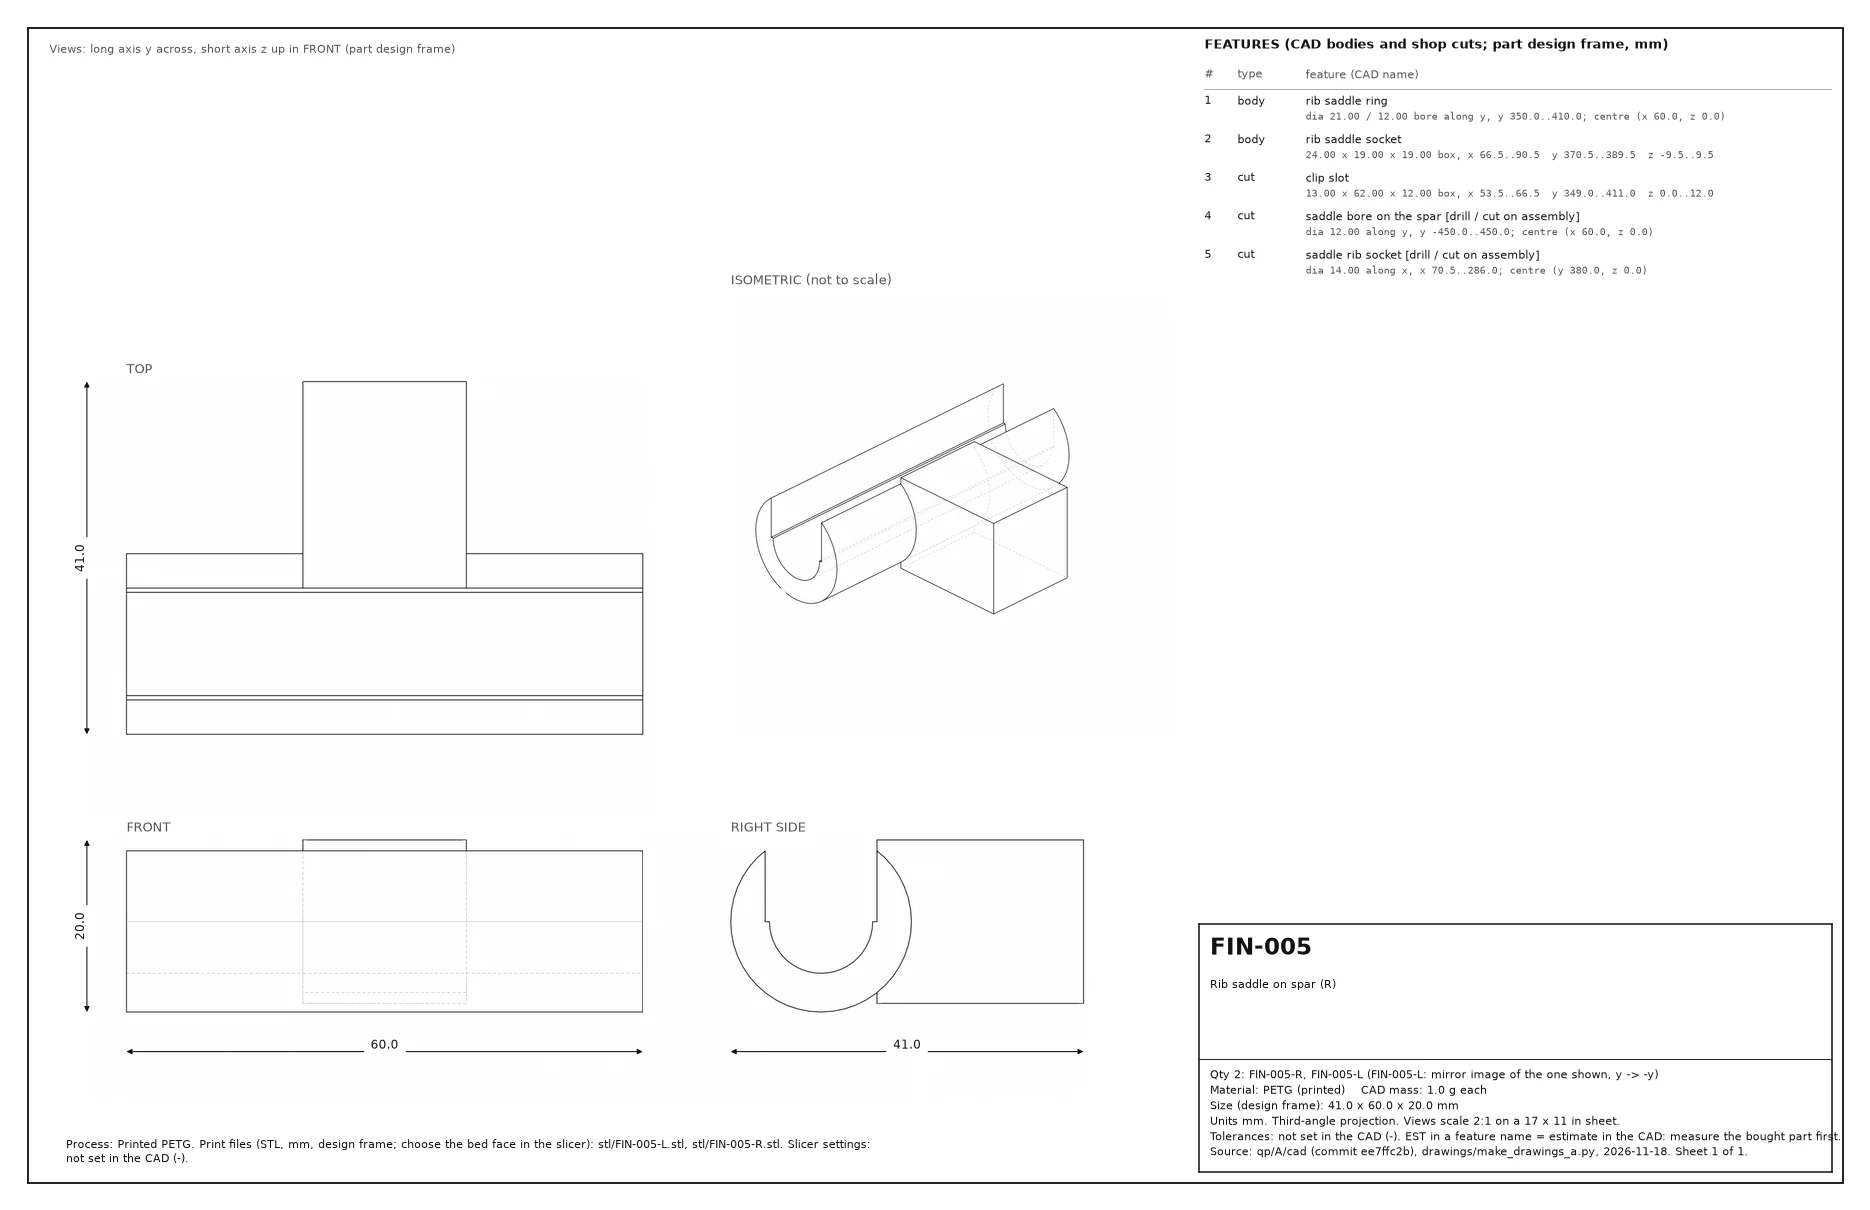 Views: long axis y across, short axis z up in FRONT (part design frame)
FEATURES (CAD bodies and shop cuts; part design frame, mm)
# type feature (CAD name)
1 body rib saddle ring
dia 21.00 / 12.00 bore along y, y 350.0..410.0; centre (x 60.0, z 0.0)
2 body rib saddle socket
24.00 x 19.00 x 19.00 box, x 66.5..90.5  y 370.5..389.5  z -9.5..9.5
3 cut clip slot
13.00 x 62.00 x 12.00 box, x 53.5..66.5  y 349.0..411.0  z 0.0..12.0
4 cut saddle bore on the spar [drill / cut on assembly]
dia 12.00 along y, y -450.0..450.0; centre (x 60.0, z 0.0)
5 cut saddle rib socket [drill / cut on assembly]
dia 14.00 along x, x 70.5..286.0; centre (y 380.0, z 0.0)
ISOMETRIC (not to scale)
TOP
41.0
FRONT
20.0
60.0
RIGHT SIDE
41.0
FIN-005
Rib saddle on spar (R)
Qty 2: FIN-005-R, FIN-005-L (FIN-005-L: mirror image of the one shown, y -> -y)
Material: PETG (printed)    CAD mass: 1.0 g each
Size (design frame): 41.0 x 60.0 x 20.0 mm
Units mm. Third-angle projection. Views scale 2:1 on a 17 x 11 in sheet.
Tolerances: not set in the CAD (-). EST in a feature name = estimate in the CAD: measure the bought part first.
Source: qp/A/cad (commit ee7ffc2b), drawings/make_drawings_a.py, 2026-11-18. Sheet 1 of 1.
Process: Printed PETG. Print files (STL, mm, design frame; choose the bed face in the slicer): stl/FIN-005-L.stl, stl/FIN-005-R.stl. Slicer settings:
not set in the CAD (-).